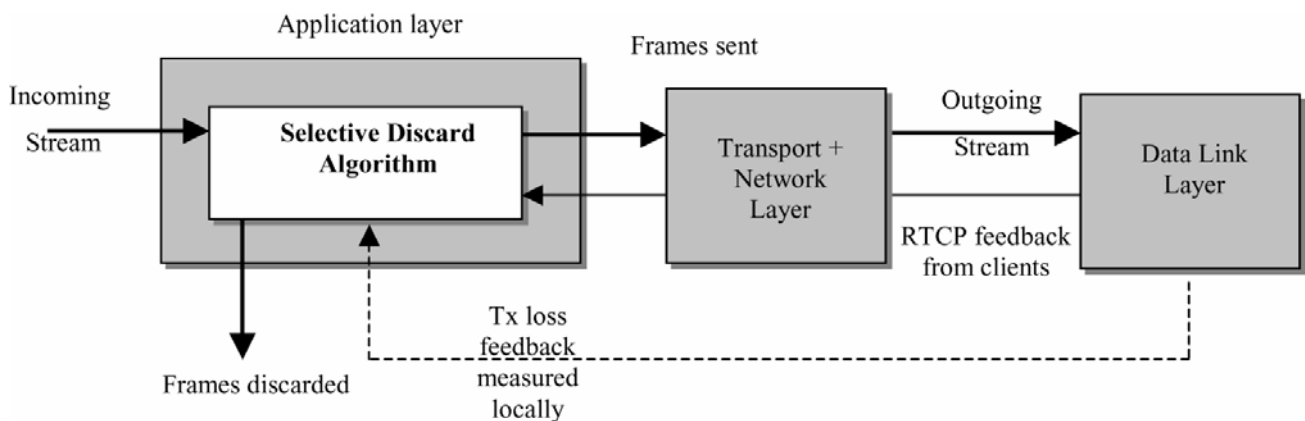 Application layer
Frames sent
Incoming
Stream
Selective Discard
Algorithm
Outgoing
Stream
Transport +
Network
Layer
Data Link
Layer
RTCP feedback
from clients
Tx loss
feedback
measured
locally
Frames discarded